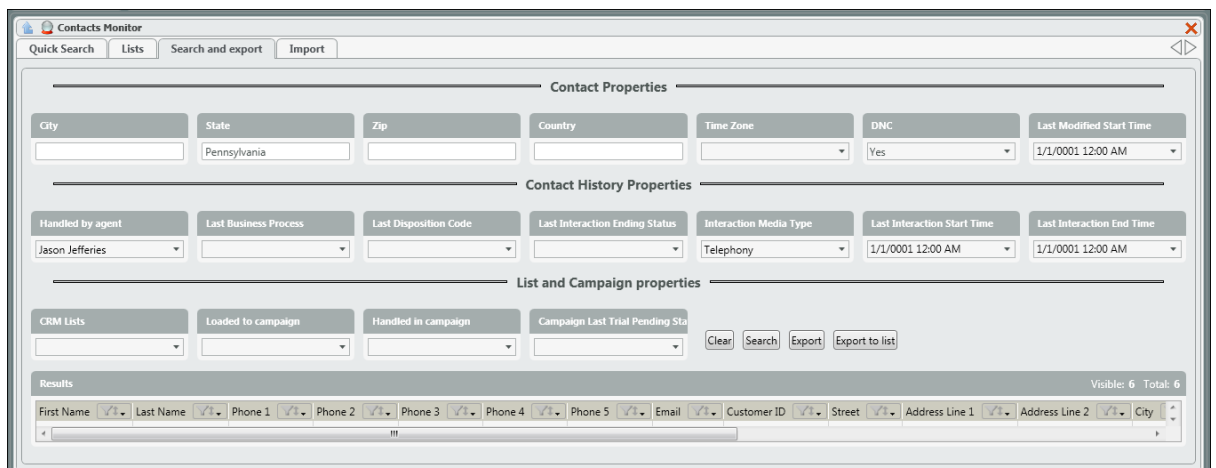 Contacts Monitor
Quick Search Lists Search and export Import
Contact Properties
City State Zip Country Time Zone DNC Last Modified Start Time
Pennsylvania Yes 1/1/0001 12:00 AM
Contact History Properties
Handled by agent Last Business Process Last Disposition Code Last Interaction Ending Status Interaction Media Type Last Interaction Start Time Last Interaction End Time
Jason Jefferies Telephony 1/1/0001 12:00 AM 1/1/0001 12:00 AM
List and Campaign properties
CRM Lists Loaded to campaign Handled in campaign Campaign Last Trial Pending Sta
Clear Search Export Export to list
Results Visible: 6 Total: 6
First Name Last Name Phone 1 Phone 2 Phone 3 Phone 4 Phone 5 Email Customer ID Street Address Line 1 Address Line 2 City